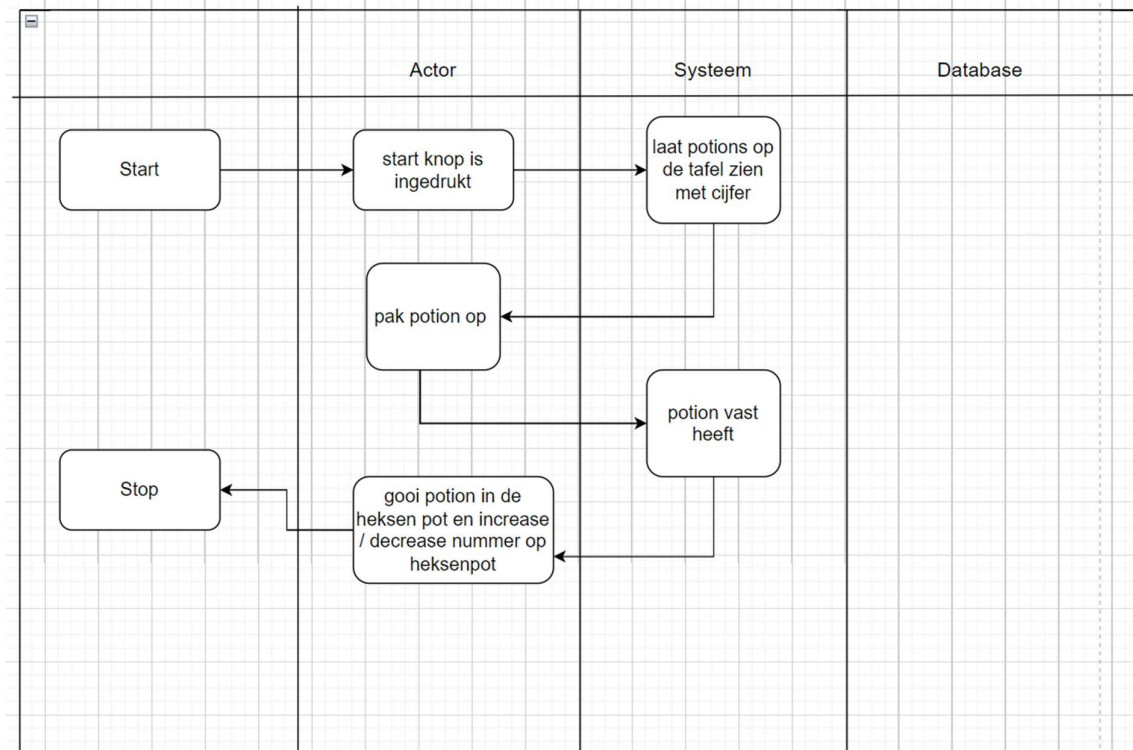 Actor
Systeem
Database
Start
start knop is
ingedrukt
laat potions op
de tafel zien
met cijfer
pak potion op
potion vast
heeft
Stop
gooi potion in de
heksen pot en increase
/ decrease nummer op
heksenpot